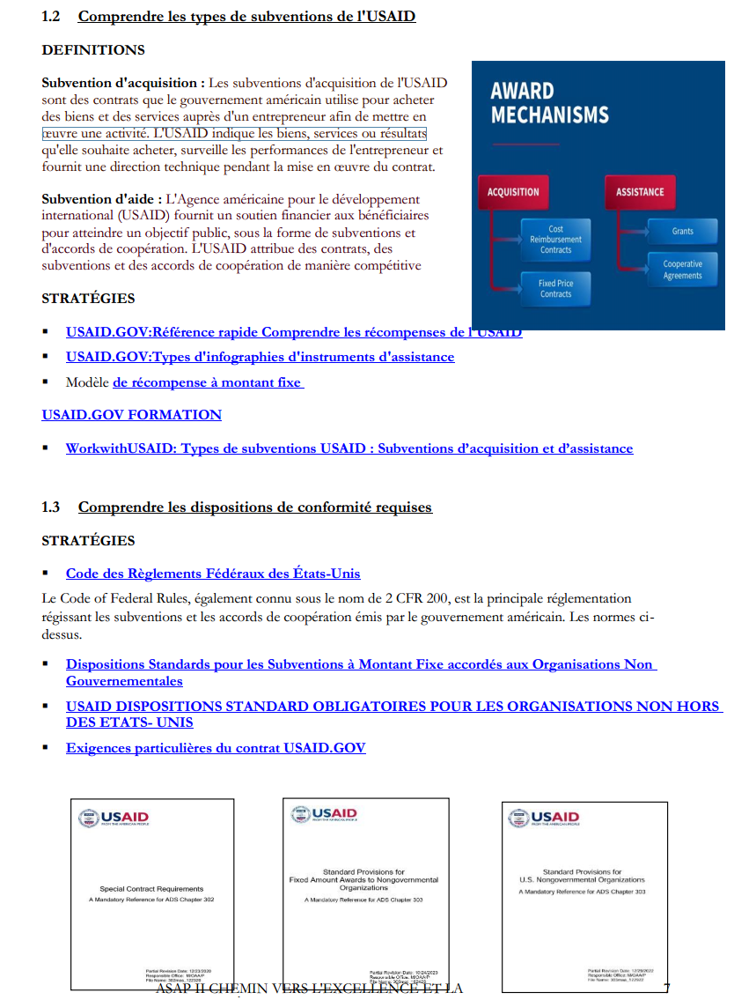 1.2 Comprendre les types de subventions de l'USAID
DEFINITIONS
Subvention d'acquisition : Les subventions d'acquisition de l'USAID
sont des contrats que le gouvernement américain utilise pour acheter
des biens et des services auprès d'un entrepreneur afin de mettre en
œuvre une activité. L'USAID indique les biens, services ou résultats
qu'elle souhaite acheter, surveille les performances de l'entrepreneur et
fournit une direction technique pendant la mise en œuvre du contrat.
Subvention d'aide : L'Agence américaine pour le développement
international (USAID) fournit un soutien financier aux bénéficiaires
pour atteindre un objectif public, sous la forme de subventions et
d'accords de coopération. L'USAID attribue des contrats, des
subventions et des accords de coopération de manière compétitive
AWARD
MECHANISMS
ACQUISITION
Cost
Reimbursement
Contracts
Fixed Price
Contracts
ASSISTANCE
Grants
Cooperative
Agreements
STRATÉGIES
▪ USAID.GOV:Référence rapide Comprendre les récompenses de l'USAID
▪ USAID.GOV:Types d'infographies d'instruments d'assistance
▪ Modèle de récompense à montant fixe
USAID.GOV FORMATION
▪ WorkwithUSAID: Types de subventions USAID : Subventions d’acquisition et d’assistance
1.3 Comprendre les dispositions de conformité requises
STRATÉGIES
▪ Code des Règlements Fédéraux des États-Unis
Le Code of Federal Rules, également connu sous le nom de 2 CFR 200, est la principale réglementation
régissant les subventions et les accords de coopération émis par le gouvernement américain. Les normes ci-
dessus.
▪ Dispositions Standards pour les Subventions à Montant Fixe accordés aux Organisations Non
Gouvernementales
▪ USAID DISPOSITIONS STANDARD OBLIGATOIRES POUR LES ORGANISATIONS NON HORS
DES ETATS- UNIS
▪ Exigences particulières du contrat USAID.GOV
USAID
FROM THE AMERICAN PEOPLE
Special Contract Requirements
A Mandatory Reference for ADS Chapter 302
Partial Revision Date: 12/23/2020
Responsible Office: M/OAA/P
File Name: 302mas_122320
USAID
FROM THE AMERICAN PEOPLE
Standard Provisions for
Fixed Amount Awards to Nongovernmental
Organizations
A Mandatory Reference for ADS Chapter 303
Partial Revision Date: 10/24/2023
Responsible Office: M/OAA/P
File Name:
USAID
FROM THE AMERICAN PEOPLE
Standard Provisions for
U.S. Nongovernmental Organizations
A Mandatory Reference for ADS Chapter 303
Partial Revision Date: 12/29/2022
Responsible Office: M/OAA/P
File Name:
ASAP II CHEMIN VERS L'EXCELLENCE ET LA
7